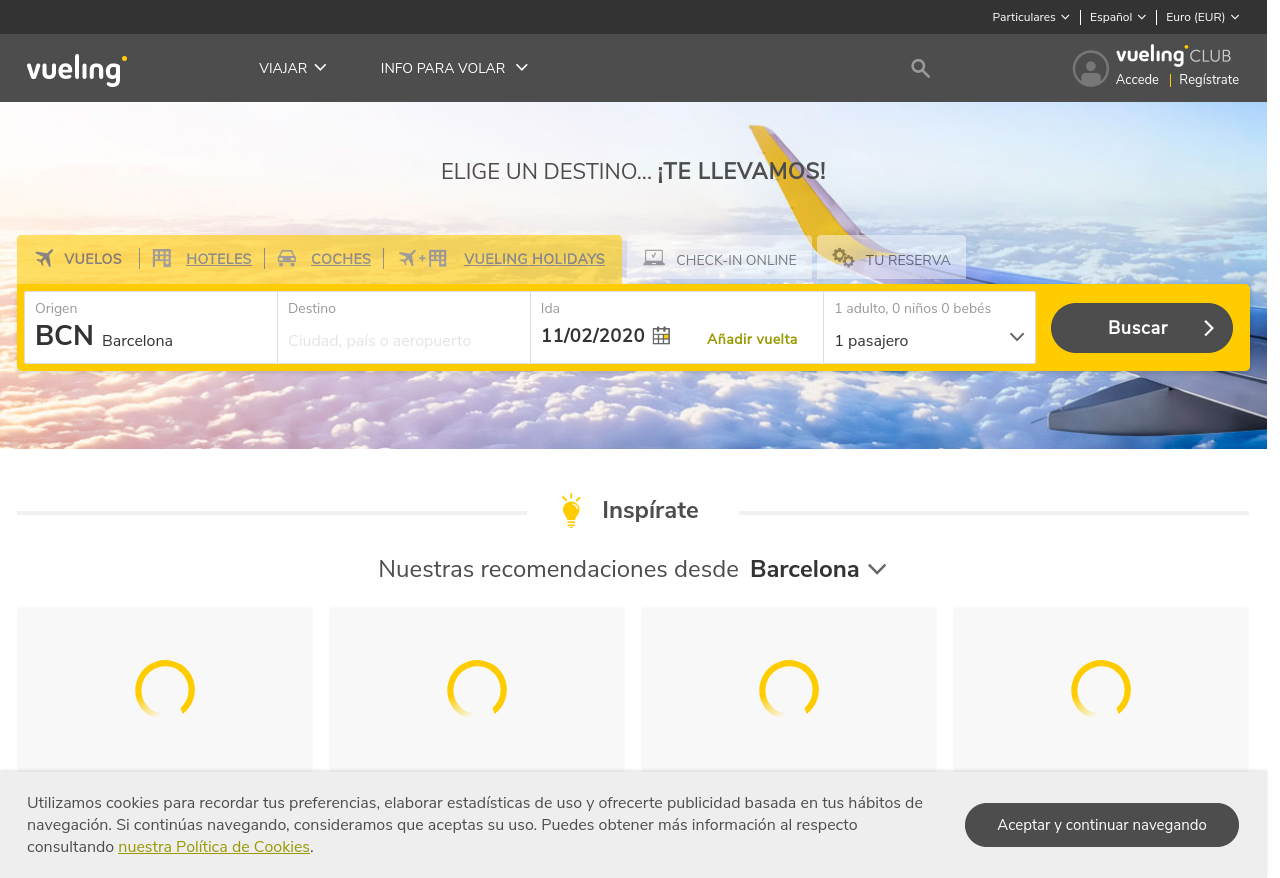 Particulares Español Euro (EUR)
vueling VIAJAR INFO PARA VOLAR vueling CLUB
Accede Regístrate
ELIGE UN DESTINO... ¡TE LLEVAMOS!
VUELOS HOTELES COCHES + VUELING HOLIDAYS CHECK-IN ONLINE TU RESERVA
Origen Destino Ida 1 adulto, 0 niños 0 bebés
BCN Barcelona Ciudad, país o aeropuerto 11/02/2020 Añadir vuelta 1 pasajero Buscar
Inspírate
Nuestras recomendaciones desde Barcelona
Utilizamos cookies para recordar tus preferencias, elaborar estadísticas de uso y ofrecerte publicidad basada en tus hábitos de
navegación. Si continúas navegando, consideramos que aceptas su uso. Puedes obtener más información al respecto
consultando nuestra Política de Cookies.
Aceptar y continuar navegando